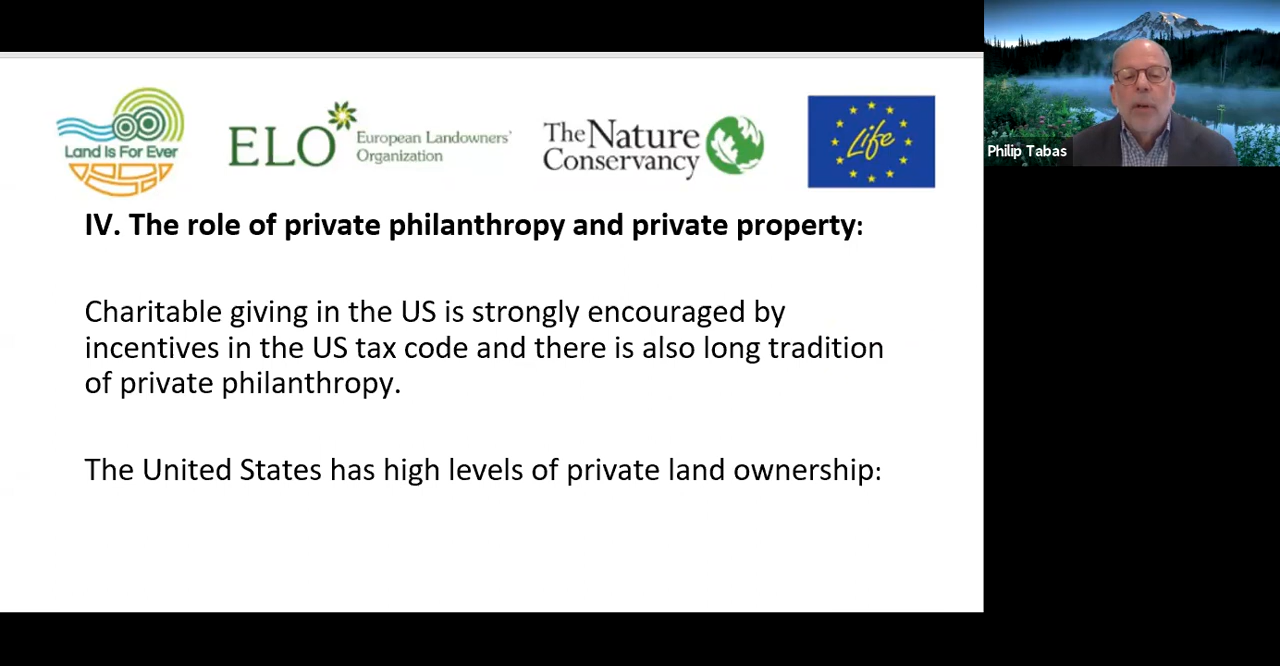 Land Is For Ever
ELO
European Landowners'
Organization
The Nature
Conservancy
Life
Philip Tabas
IV. The role of private philanthropy and private property:
Charitable giving in the US is strongly encouraged by
incentives in the US tax code and there is also long tradition
of private philanthropy.
The United States has high levels of private land ownership: